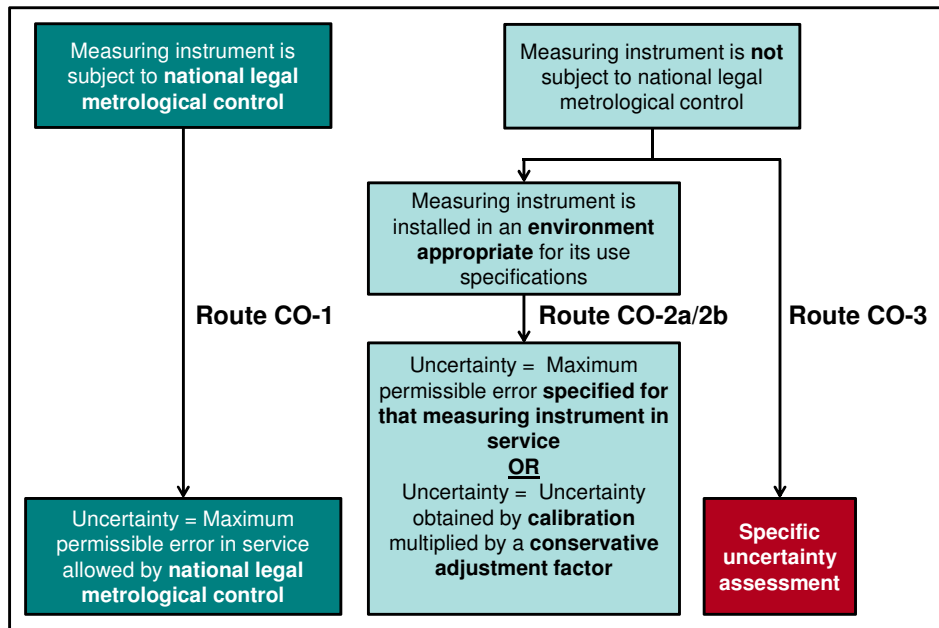 Measuring instrument is
subject to national legal
metrological control
Measuring instrument is not
subject to national legal
metrological control
Measuring instrument is
installed in an environment
appropriate for its use
specifications
Route CO-1
Route CO-2a/2b
Route CO-3
Uncertainty = Maximum
permissible error in service
allowed by national legal
metrological control
Uncertainty =  Maximum
permissible error specified for
that measuring instrument in
service
OR
Uncertainty =  Uncertainty
obtained by calibration
multiplied by a conservative
adjustment factor
Specific
uncertainty
assessment